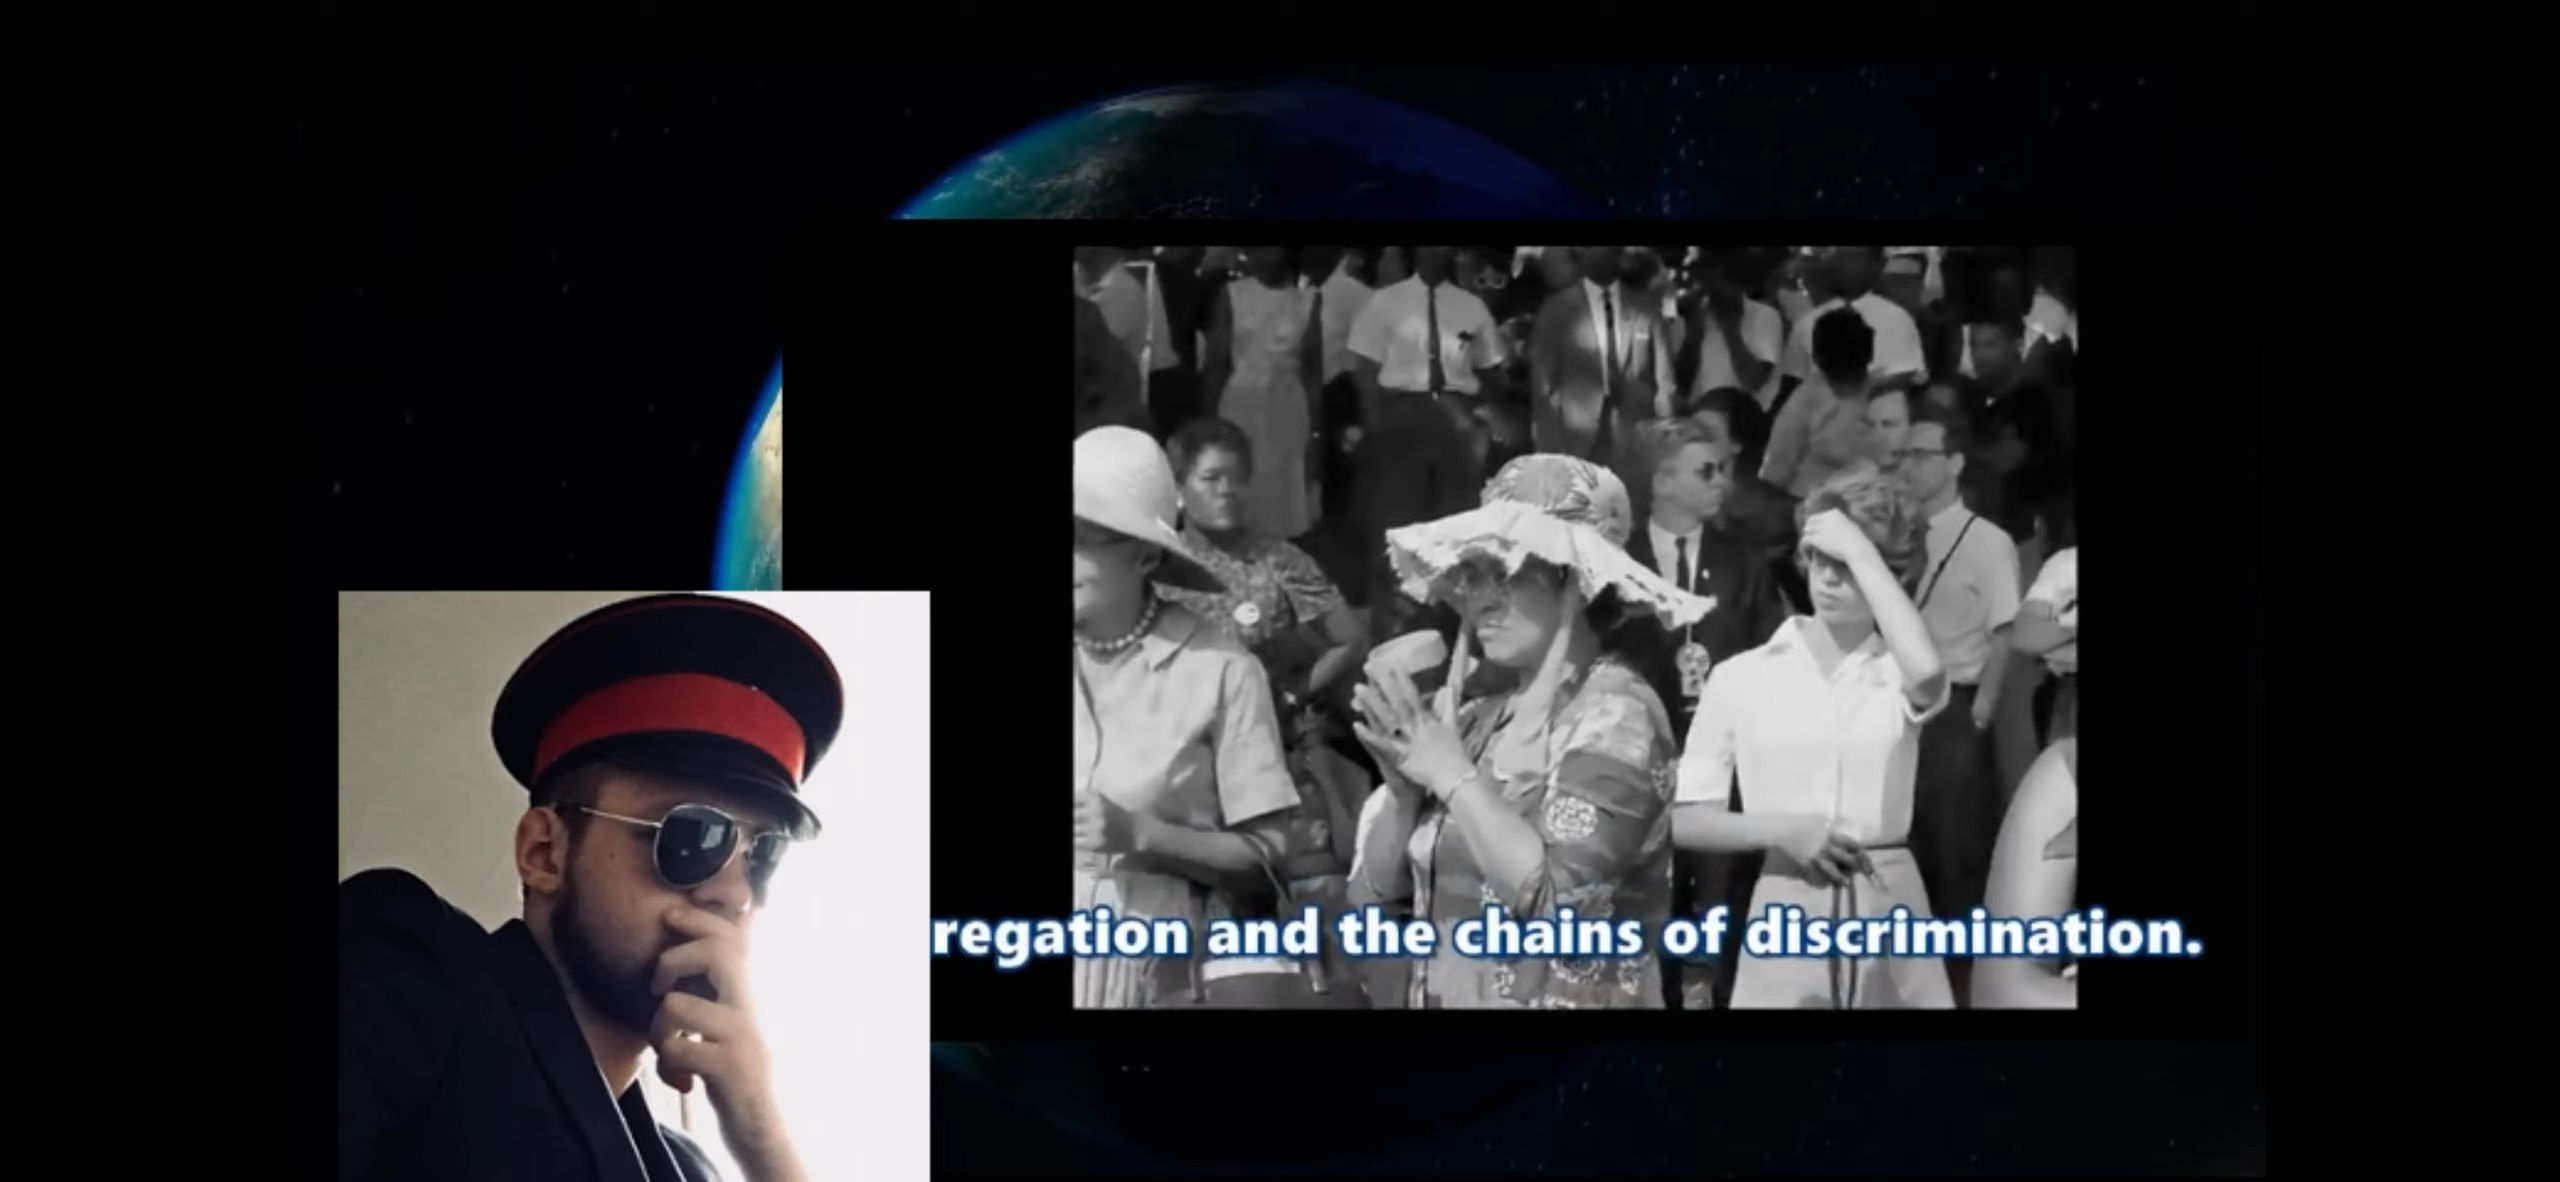 regation and the chains of discrimination.